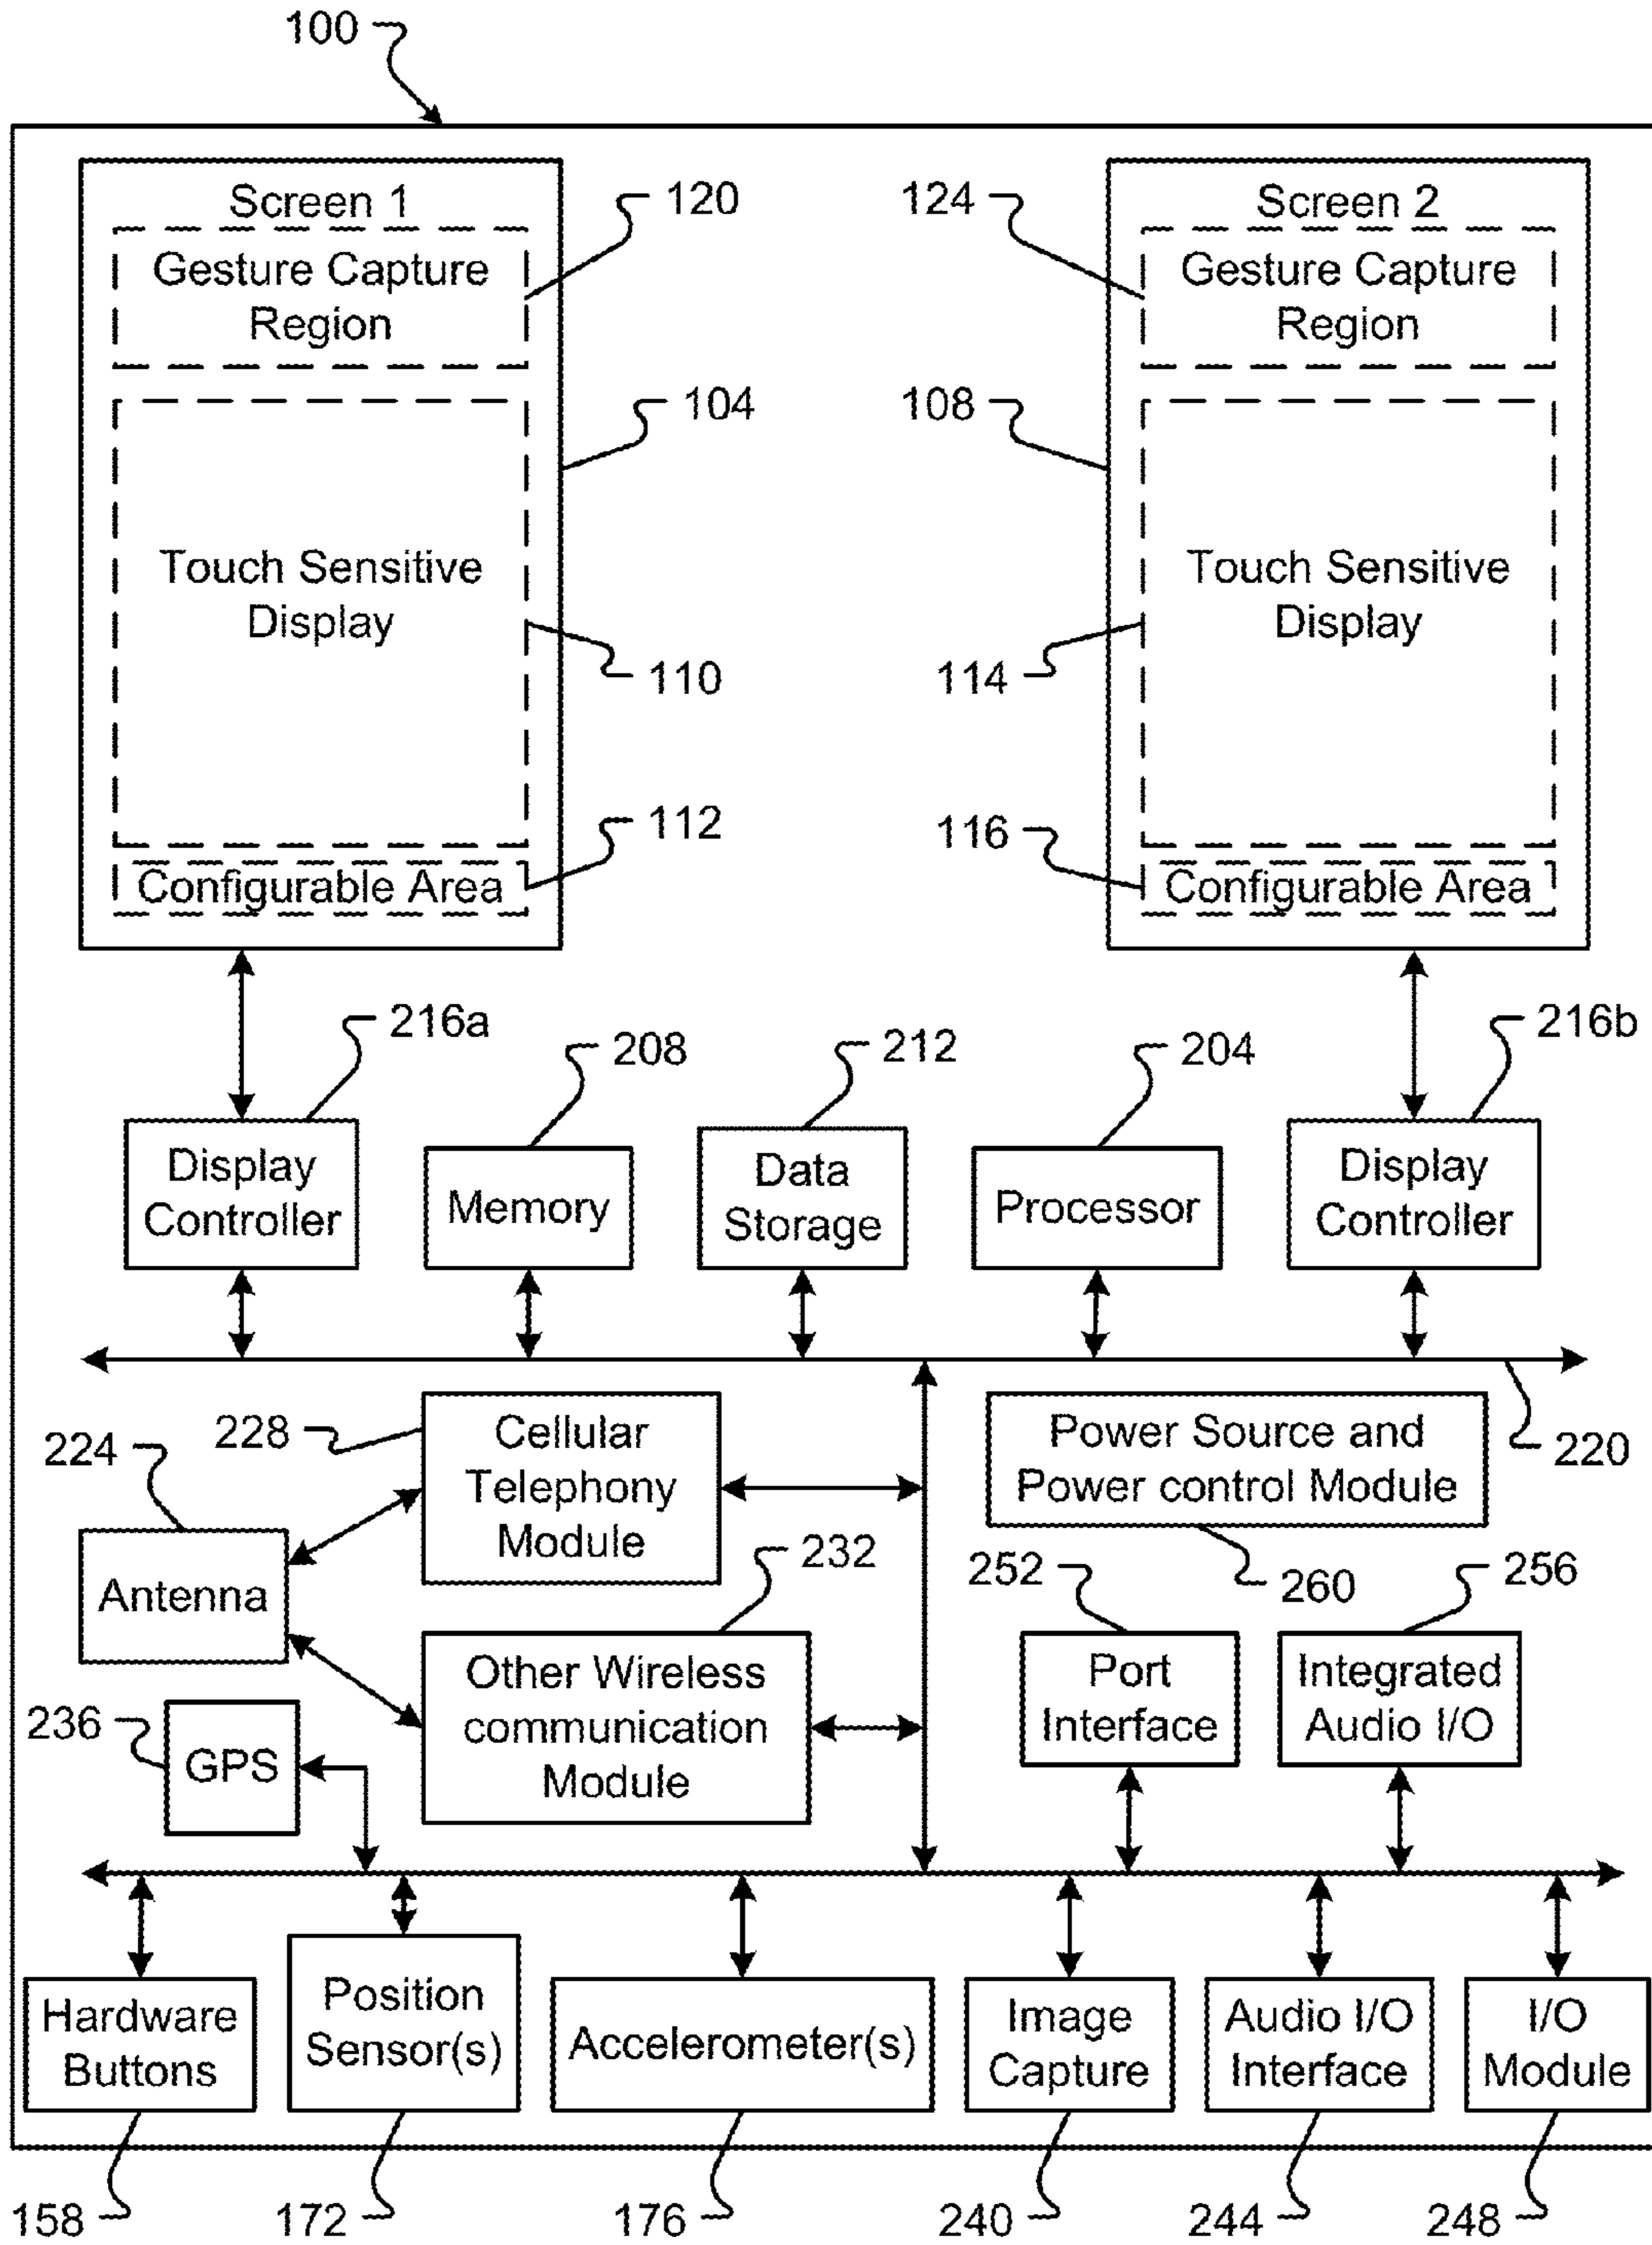 100
Screen 1
120
124
Screen 2
Gesture Capture
Region
Gesture Capture
Region
104
108
Touch Sensitive
Display
Touch Sensitive
Display
110
114
112
116
Configurable Area
Configurable Area
216a
208
212
204
216b
Display
Controller
Memory
Data
Storage
Processor
Display
Controller
224
228
Cellular
Telephony
Module
Power Source and
Power control Module
220
Antenna
232
252
260
256
Other Wireless
communication
Module
Port
Interface
Integrated
Audio I/O
236
GPS
Hardware
Buttons
Position
Sensor(s)
Accelerometer(s)
Image
Capture
Audio I/O
Interface
I/O
Module
158
172
176
240
244
248